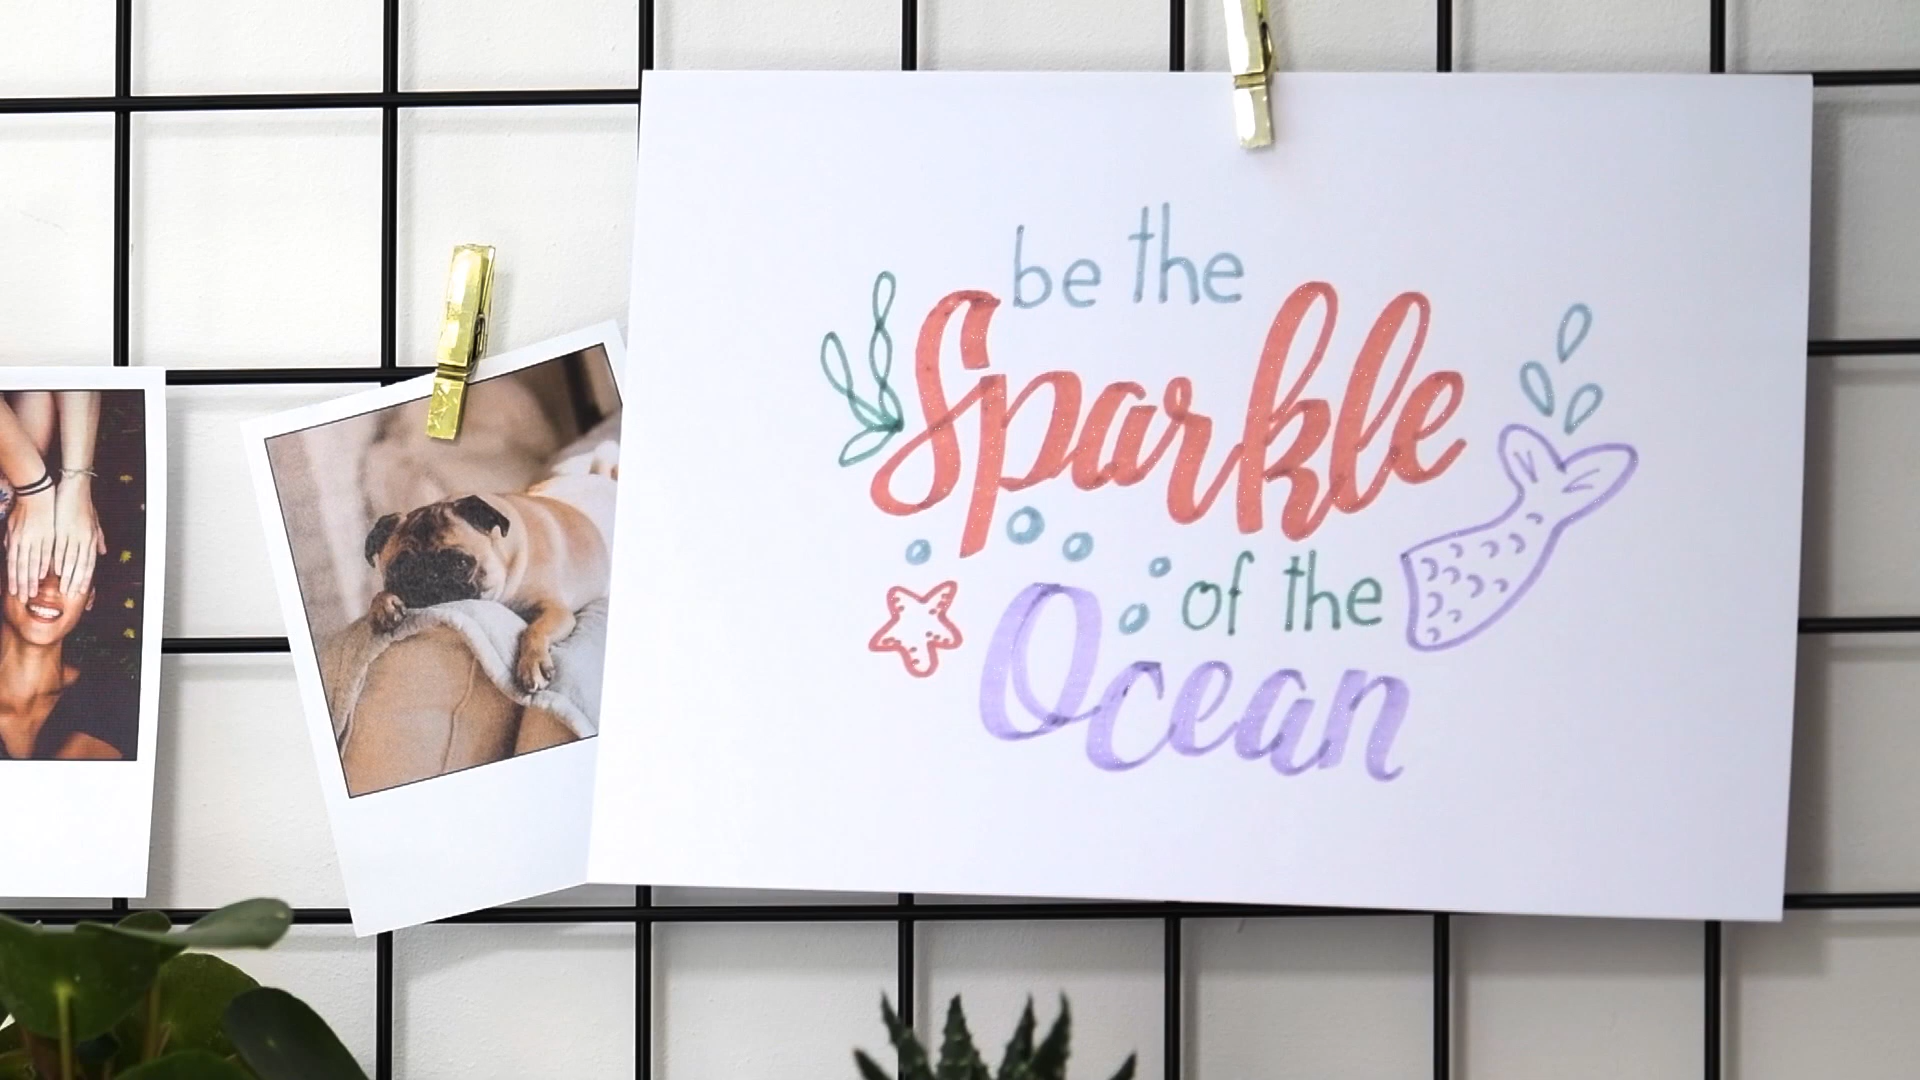 be the
Sparkle
of the
Ocean